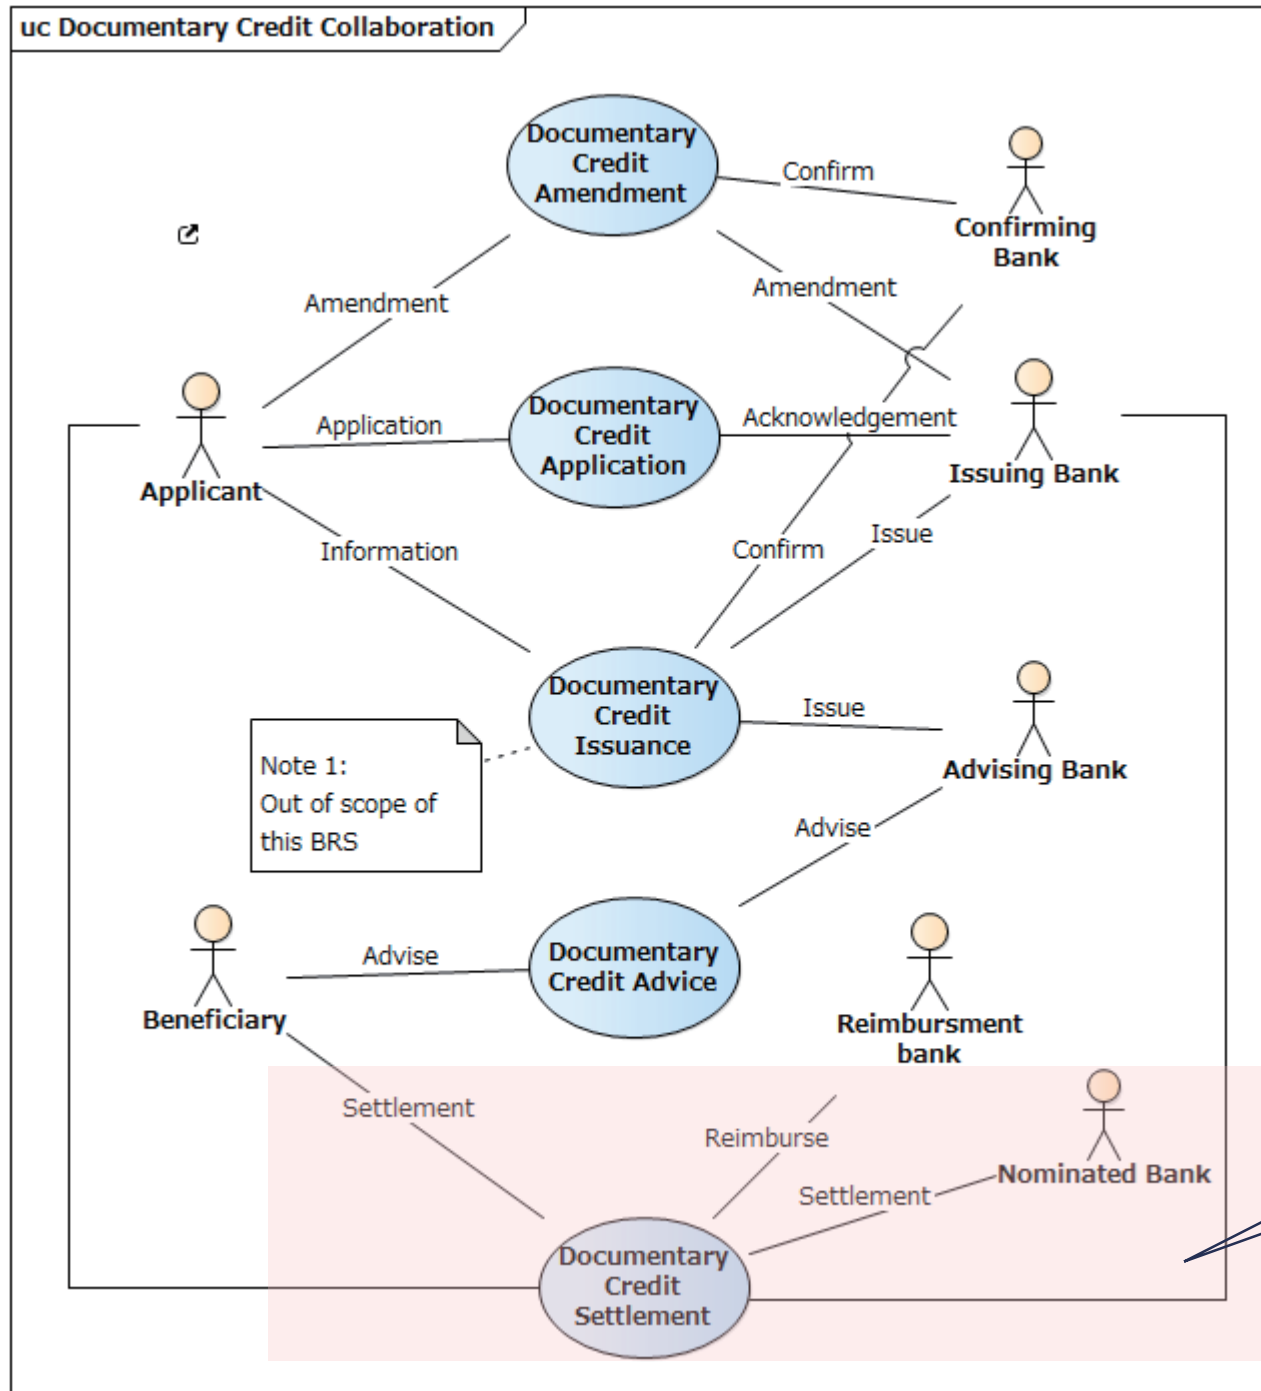 uc Documentary Credit Collaboration
Documentary
Credit
Amendment
Confirm
Confirming
Bank
Amendment
Amendment
Applicant
Application
Documentary
Credit
Application
Acknowledgement
Issuing Bank
Information
Confirm
Issue
Documentary
Credit
Issuance
Issue
Advising Bank
Note 1:
Out of scope of
this BRS
Advise
Beneficiary
Advise
Documentary
Credit Advice
Reimbursment
bank
Settlement
Reimburse
Settlement
Nominated Bank
Documentary
Credit
Settlement